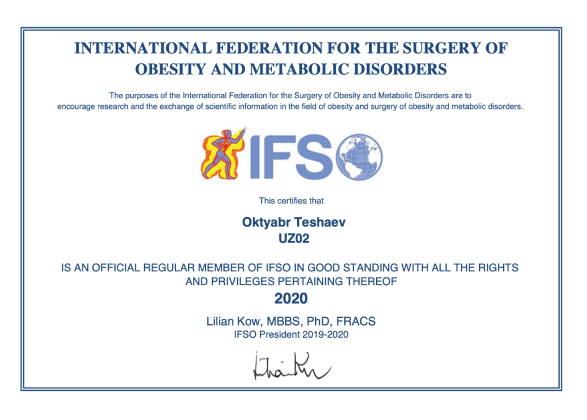 INTERNATIONAL FEDERATION FOR THE SURGERY OF
OBESITY AND METABOLIC DISORDERS
The purposes of the International Federation for the Surgery of Obesity and Metabolic Disorders are to
encourage research and the exchange of scientific information in the field of obesity and surgery of obesity and metabolic disorders.
IFSO
This certifies that
Oktyabr Teshaev
UZ02
IS AN OFFICIAL REGULAR MEMBER OF IFSO IN GOOD STANDING WITH ALL THE RIGHTS
AND PRIVILEGES PERTAINING THEREOF
2020
Lilian Kow, MBBS, PhD, FRACS
IFSO President 2019-2020